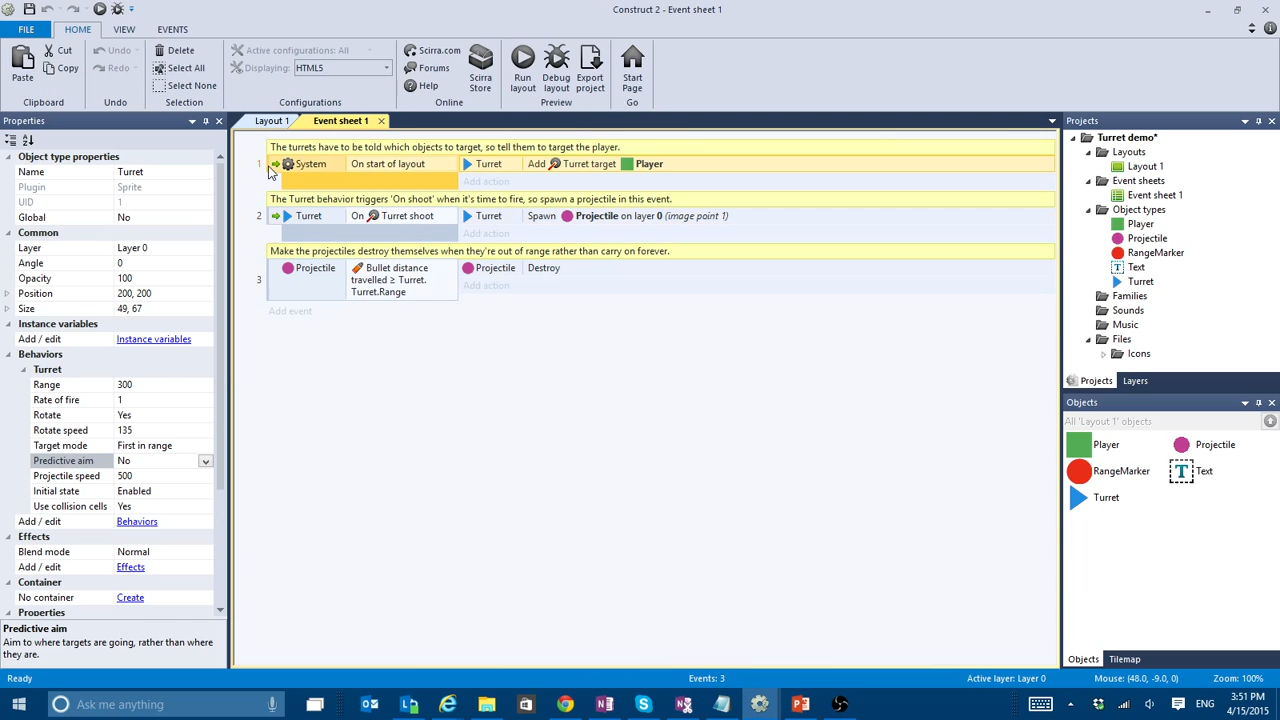 Construct 2 - Event sheet 1
FILE HOME VIEW EVENTS
Paste
Cut
Copy
Clipboard
Undo
Redo
Undo
Delete
Select All
Select None
Selection
Active configurations: All
Displaying: HTML5
Configurations
Scirra.com
Forums
Help
Scirra Store
Online
Run layout
Debug layout
Export project
Preview
Start Page
Go
Properties
Object type properties
Name Turret
Plugin Sprite
UID 1
Global No
Common
Layer Layer 0
Angle 0
Opacity 100
Position 200, 200
Size 49, 67
Instance variables
Add / edit Instance variables
Behaviors
Turret
Range 300
Rate of fire 1
Rotate Yes
Rotate speed 135
Target mode First in range
Predictive aim No
Projectile speed 500
Initial state Enabled
Use collision cells Yes
Add / edit Behaviors
Effects
Blend mode Normal
Add / edit Effects
Container
No container Create
Properties
Predictive aim
Aim to where targets are going, rather than where
they are.
Layout 1 Event sheet 1
The turrets have to be told which objects to target, so tell them to target the player.
1 System On start of layout Turret Add Turret target Player
Add action
The Turret behavior triggers 'On shoot' when it's time to fire, so spawn a projectile in this event.
2 Turret On Turret shoot Turret Spawn Projectile on layer 0 (image point 1)
Add action
Make the projectiles destroy themselves when they're out of range rather than carry on forever.
3 Projectile Bullet distance Projectile Destroy
travelled ≥ Turret. Add action
Turret.Range
Add event
Projects
Turret demo*
Layouts
Layout 1
Event sheets
Event sheet 1
Object types
Player
Projectile
RangeMarker
Text
Turret
Families
Sounds
Music
Files
Icons
Projects Layers
Objects
All 'Layout 1' objects
Player Projectile
RangeMarker T Text
Turret
Objects Tilemap
Ready Events: 3 Active layer: Layer 0 Mouse: (48.0, -9.0, 0) Zoom: 100%
Ask me anything
ENG
3:51 PM
4/15/2015